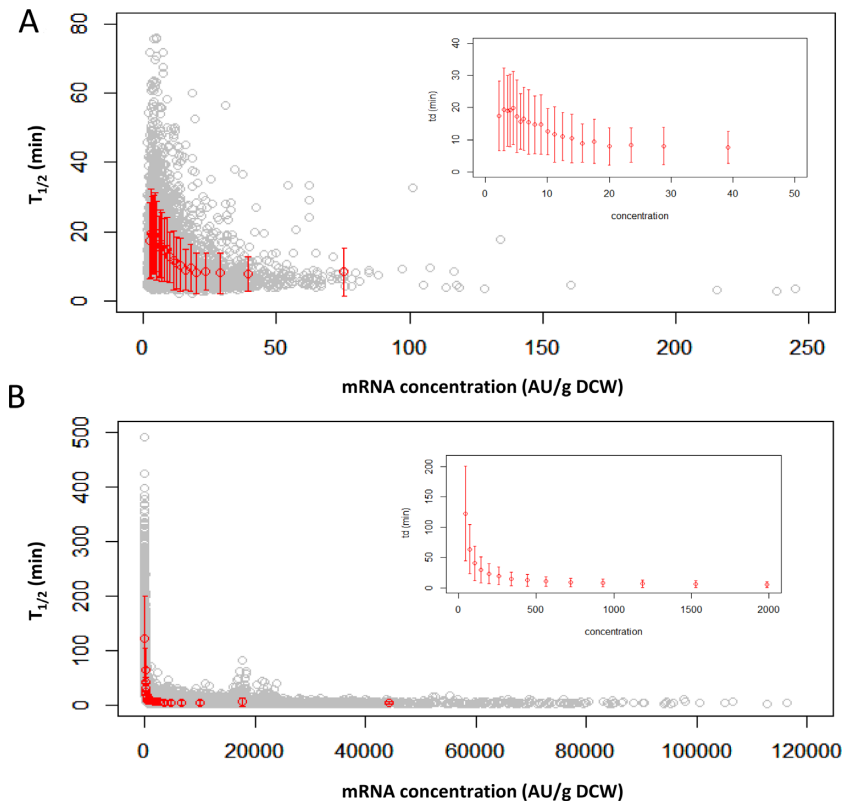 A
80
60
40
20
0
T1/2 (min)
0 50 100 150 200 250
mRNA concentration (AU/g DCW)
40
30
20
10
0
td (min)
0 10 20 30 40 50
concentration
B
500
400
300
200
100
0
T1/2 (min)
0 20000 40000 60000 80000 100000 120000
mRNA concentration (AU/g DCW)
200
150
100
50
0
td (min)
0 500 1000 1500 2000
concentration